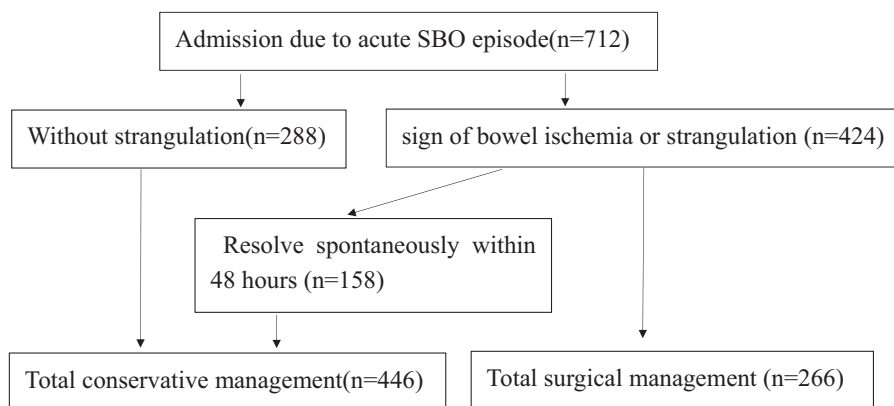 Admission due to acute SBO episode(n=712)
Without strangulation(n=288)
sign of bowel ischemia or strangulation (n=424)
Resolve spontaneously within
48 hours (n=158)
Total conservative management(n=446)
Total surgical management (n=266)